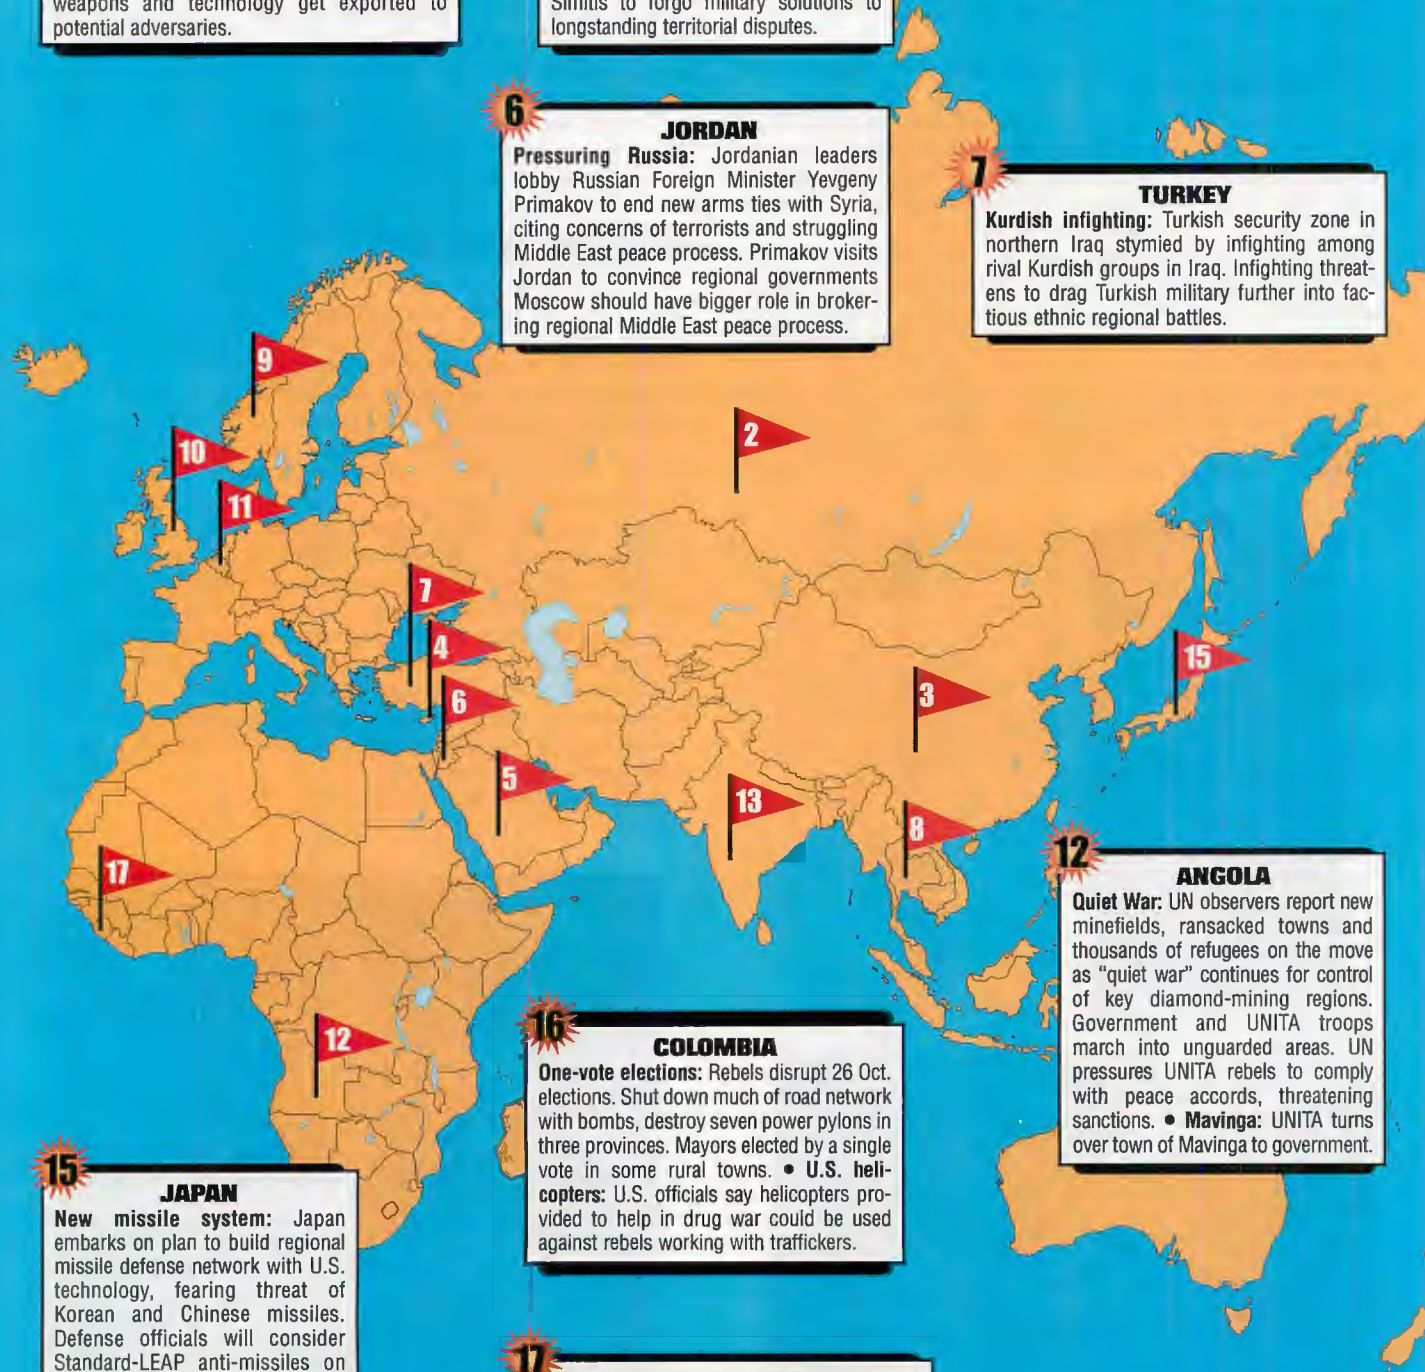 weapons and technology get exported to
potential adversaries.
Simitis to forgo military solutions to
longstanding territorial disputes.
6
JORDAN
Pressuring Russia: Jordanian leaders
lobby Russian Foreign Minister Yevgeny
Primakov to end new arms ties with Syria,
citing concerns of terrorists and struggling
Middle East peace process. Primakov visits
Jordan to convince regional governments
Moscow should have bigger role in broker-
ing regional Middle East peace process.
7
TURKEY
Kurdish infighting: Turkish security zone in
northern Iraq stymied by infighting among
rival Kurdish groups in Iraq. Infighting threat-
ens to drag Turkish military further into fac-
tious ethnic regional battles.
9
2
10
11
7
4
15
6
3
5
13
8
17
12
12
ANGOLA
Quiet War: UN observers report new
minefields, ransacked towns and
thousands of refugees on the move
as "quiet war" continues for control
of key diamond-mining regions.
Government and UNITA troops
march into unguarded areas. UN
pressures UNITA rebels to comply
with peace accords, threatening
sanctions. • Mavinga: UNITA turns
over town of Mavinga to government.
16
COLOMBIA
One-vote elections: Rebels disrupt 26 Oct.
elections. Shut down much of road network
with bombs, destroy seven power pylons in
three provinces. Mayors elected by a single
vote in some rural towns. • U.S. heli-
copters: U.S. officials say helicopters pro-
vided to help in drug war could be used
against rebels working with traffickers.
15
JAPAN
New missile system: Japan
embarks on plan to build regional
missile defense network with U.S.
technology, fearing threat of
Korean and Chinese missiles.
Defense officials will consider
Standard-LEAP anti-missiles on
17